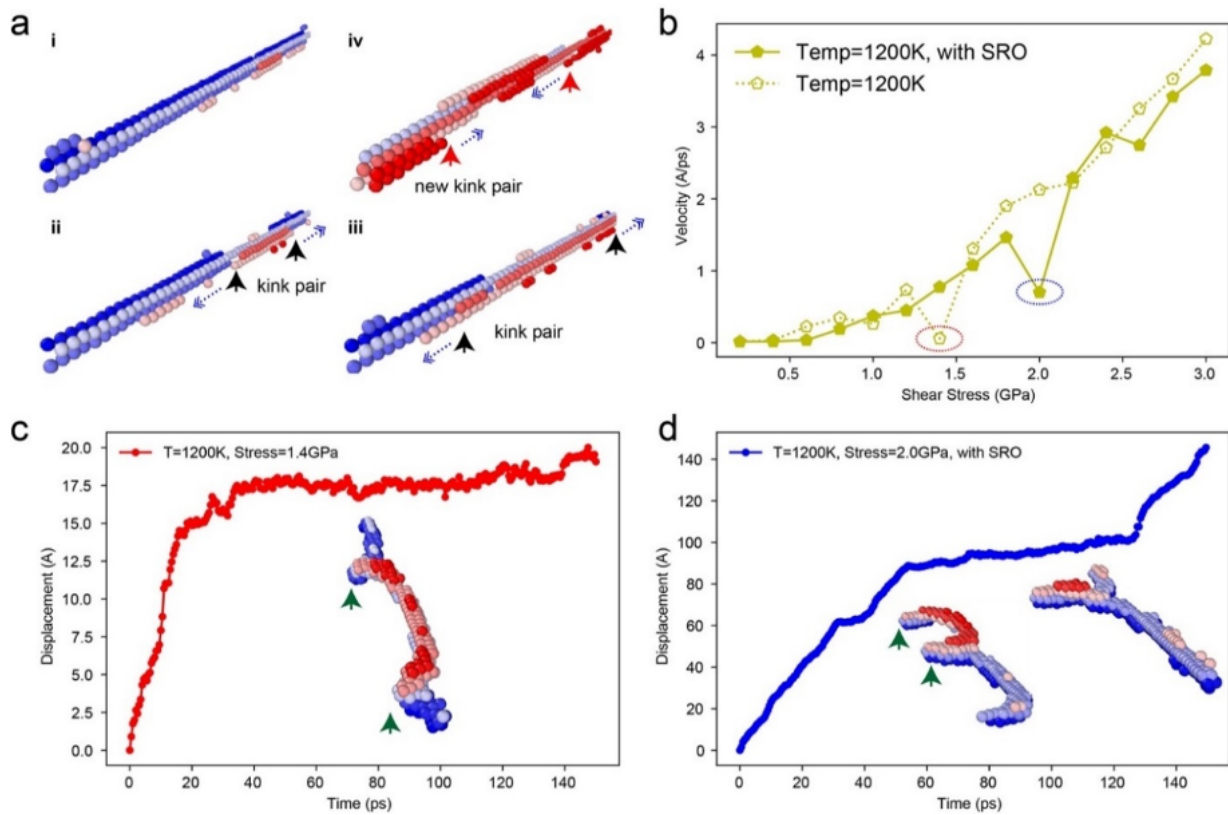 a
i
iv
new kink pair
ii
kink pair
iii
kink pair
b
Temp=1200K, with SRO
Temp=1200K
Velocity (A/ps)
4
3
2
1
0
0.5 1.0 1.5 2.0 2.5 3.0
Shear Stress (GPa)
c
T=1200K, Stress=1.4GPa
Displacement (A)
20.0
17.5
15.0
12.5
10.0
7.5
5.0
2.5
0.0
0 20 40 60 80 100 120 140
Time (ps)
d
T=1200K, Stress=2.0GPa, with SRO
Displacement (A)
140
120
100
80
60
40
20
0
0 20 40 60 80 100 120 140
Time (ps)